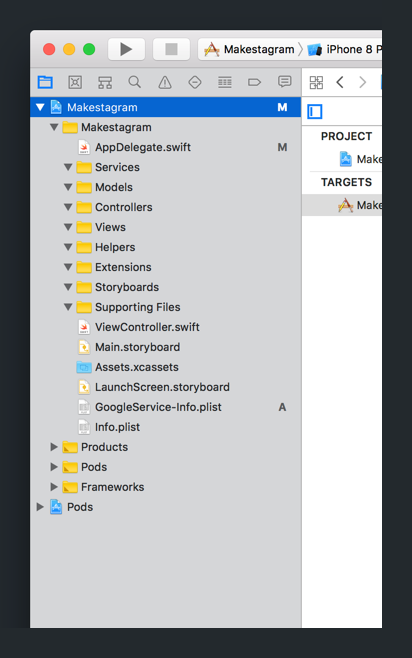 Makestagram
iPhone 8 P
Makestagram
M
Makestagram
AppDelegate.swift
M
Services
Models
Controllers
Views
Helpers
Extensions
Storyboards
Supporting Files
ViewController.swift
Main.storyboard
Assets.xcassets
LaunchScreen.storyboard
GoogleService-Info.plist
A
Info.plist
Products
Pods
Frameworks
Pods
PROJECT
Make
TARGETS
Make